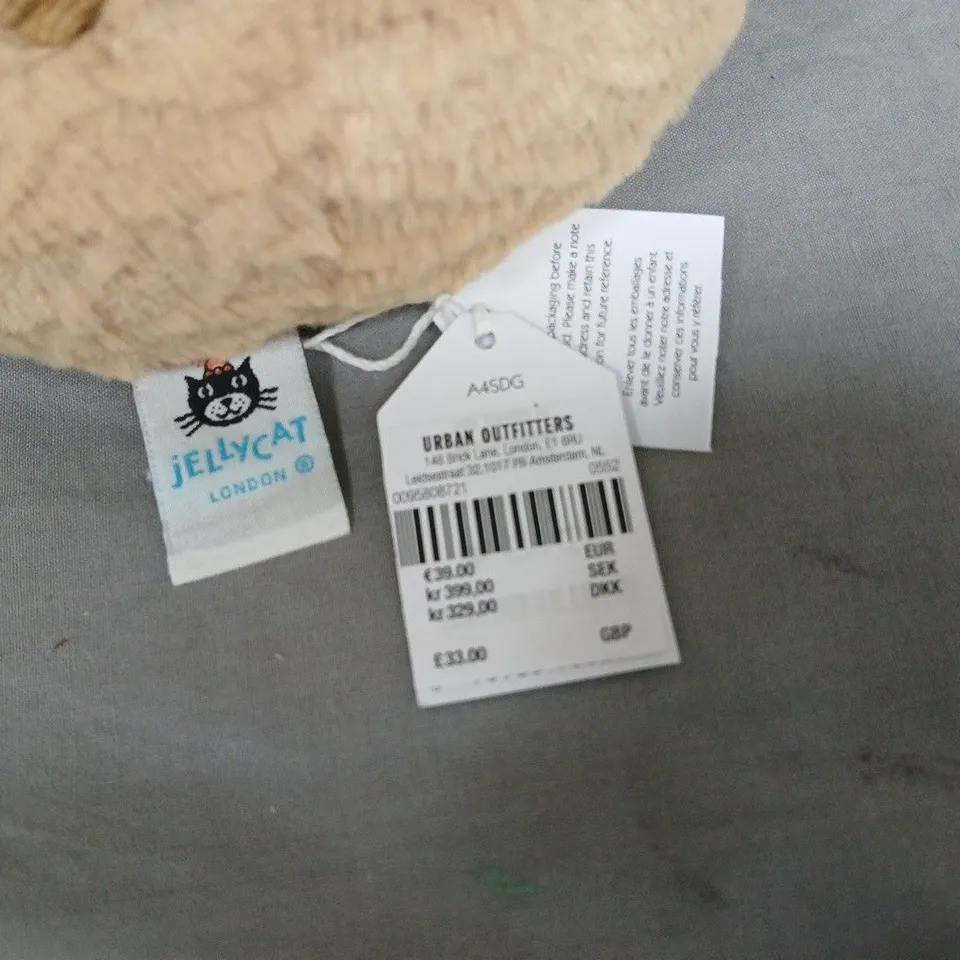 JELLYCAT
LONDON ®
A4SDG
URBAN OUTFITTERS
146 Brick Lane, London, E1 6RU
Leidsestraat 32,1017 PB Amsterdam, NL
0095808721 0552
€39.00 EUR
kr 399.00 SEK
kr 329.00 DKK
£33.00 GBP
packaging before
Please make a note
and retain this
for future reference.
Enlever tous les emballages
avant de le donner à un enfant.
Veuillez noter notre adresse et
conserver ces informations
pour vous y référer.